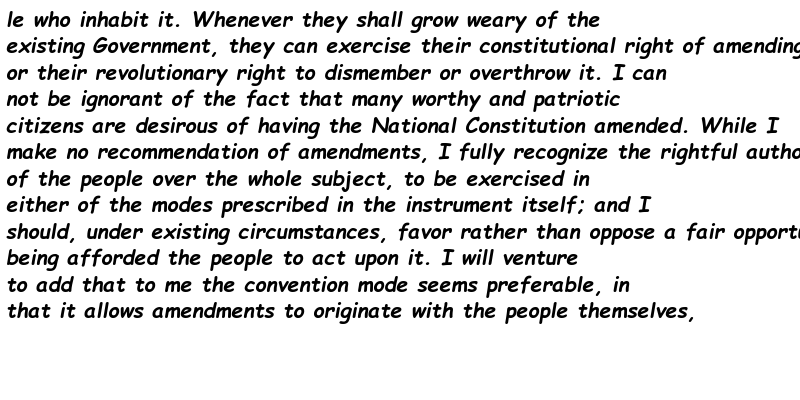 le who inhabit it. Whenever they shall grow weary of the
existing Government, they can exercise their constitutional right of amending
or their revolutionary right to dismember or overthrow it. I can
not be ignorant of the fact that many worthy and patriotic
citizens are desirous of having the National Constitution amended. While I
make no recommendation of amendments, I fully recognize the rightful autho
of the people over the whole subject, to be exercised in
either of the modes prescribed in the instrument itself; and I
should, under existing circumstances, favor rather than oppose a fair opportu
being afforded the people to act upon it. I will venture
to add that to me the convention mode seems preferable, in
that it allows amendments to originate with the people themselves,